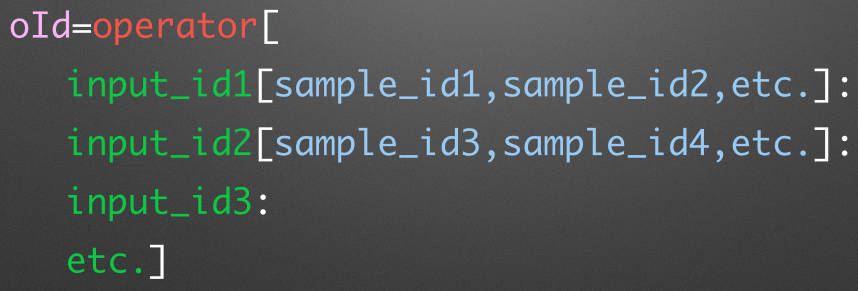 oId=operator[
input_id1[sample_id1,sample_id2,etc.]:
input_id2[sample_id3,sample_id4,etc.]:
input_id3:
etc.]